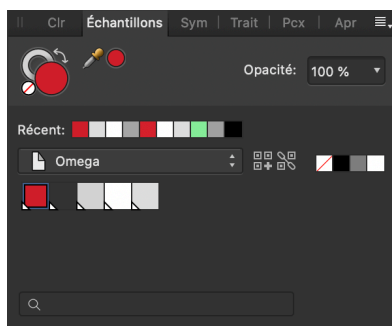 Clr Échantillons Sym Trait Pcx Apr
Opacité: 100 %
Récent:
Omega